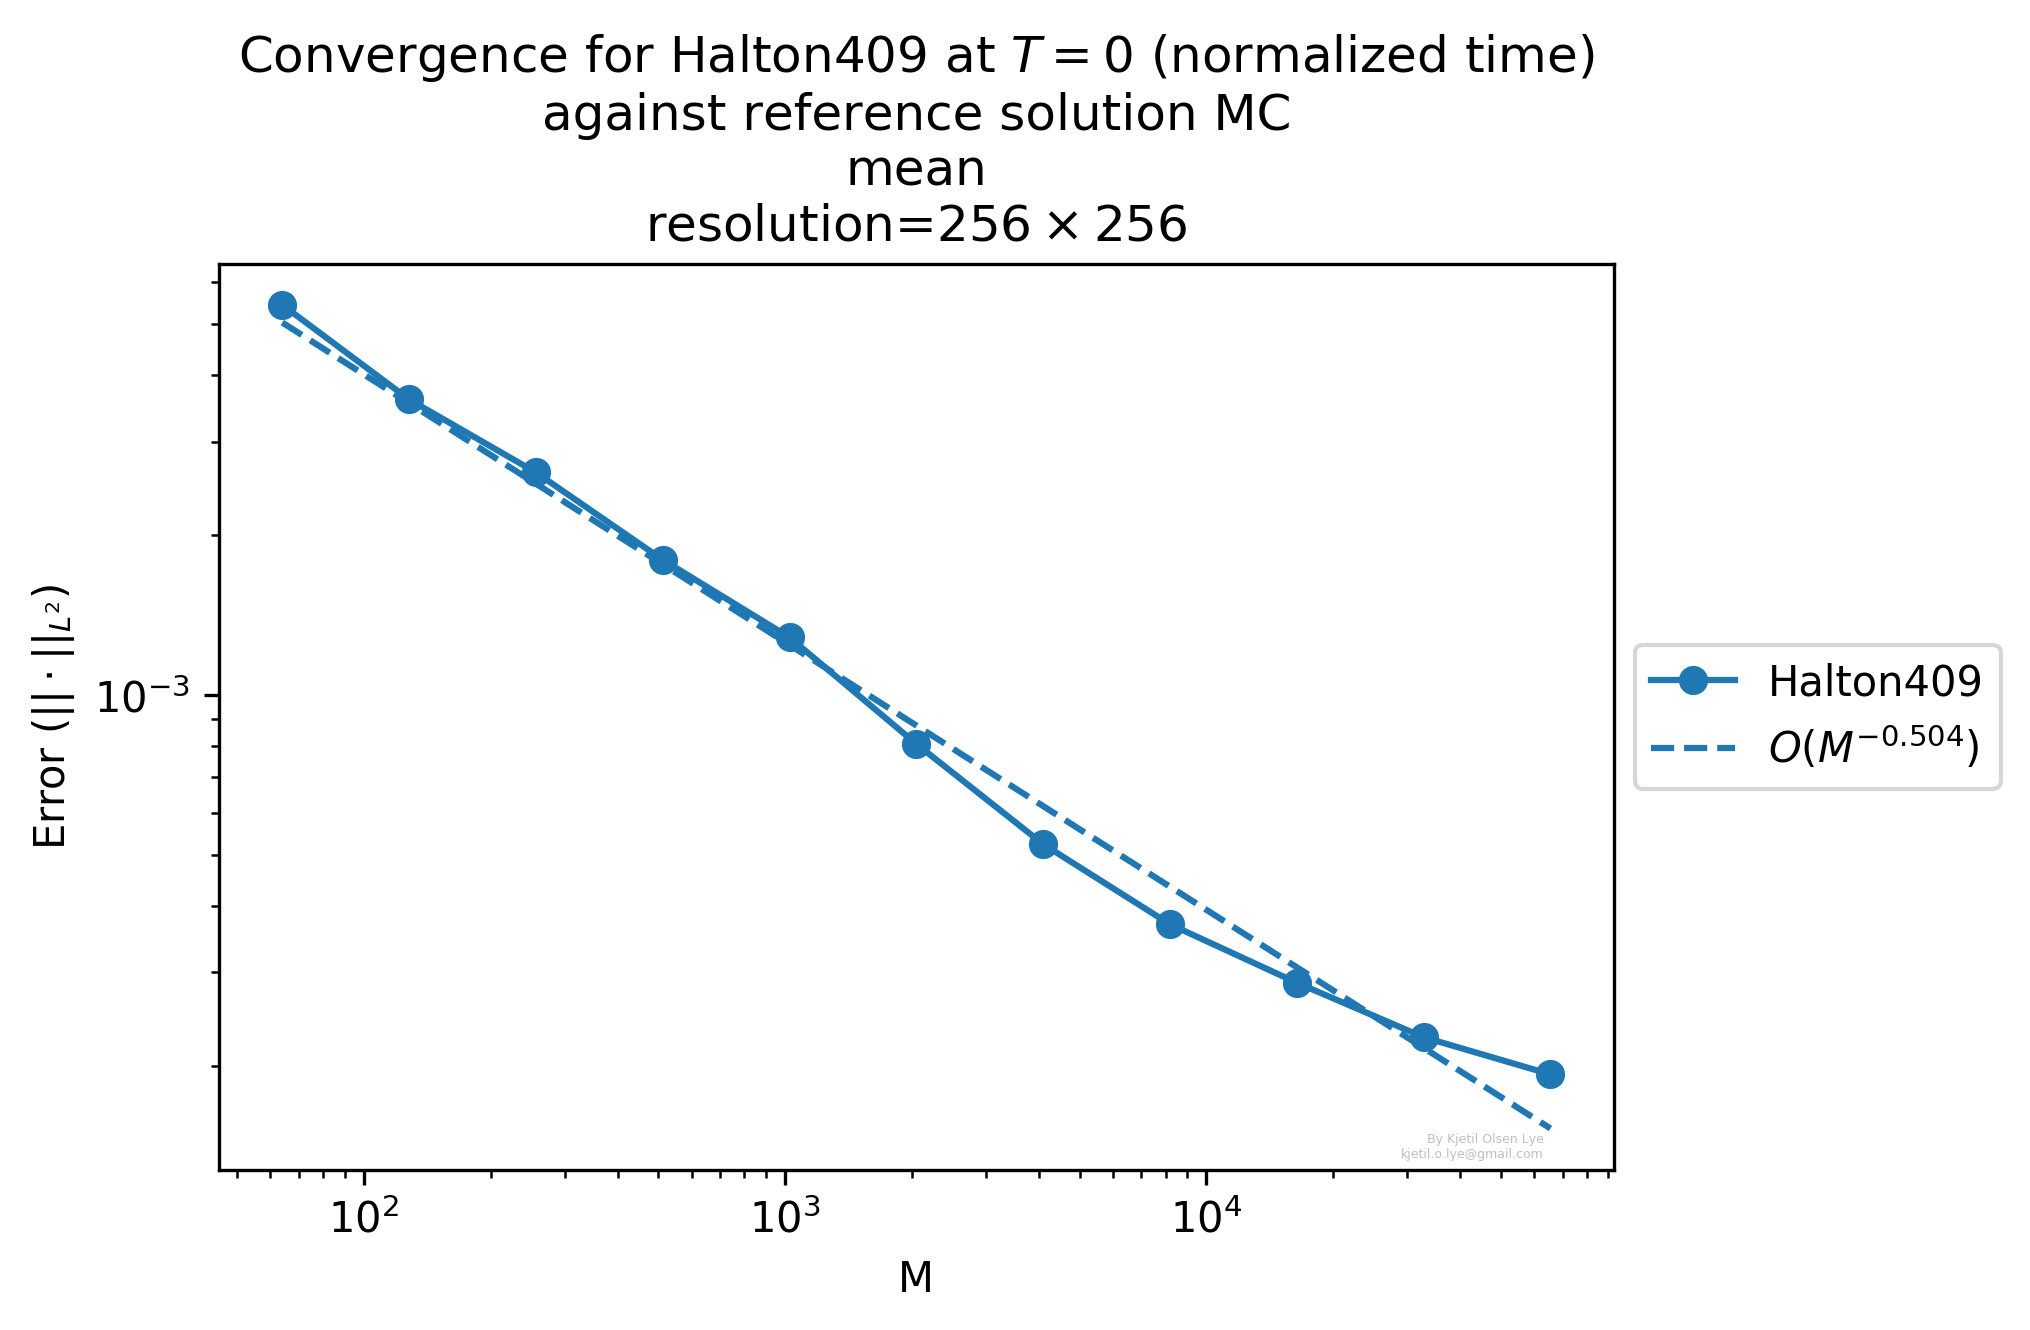 Convergence for Halton409 at T = 0 (normalized time)
against reference solution MC
mean
resolution=256 × 256
Error (|| · ||_{L^2})
10^{-3}
Halton409
O(M^{-0.504})
By Kjetil Olsen Lye
kjetil.o.lye@gmail.com
10^2 10^3 10^4
M